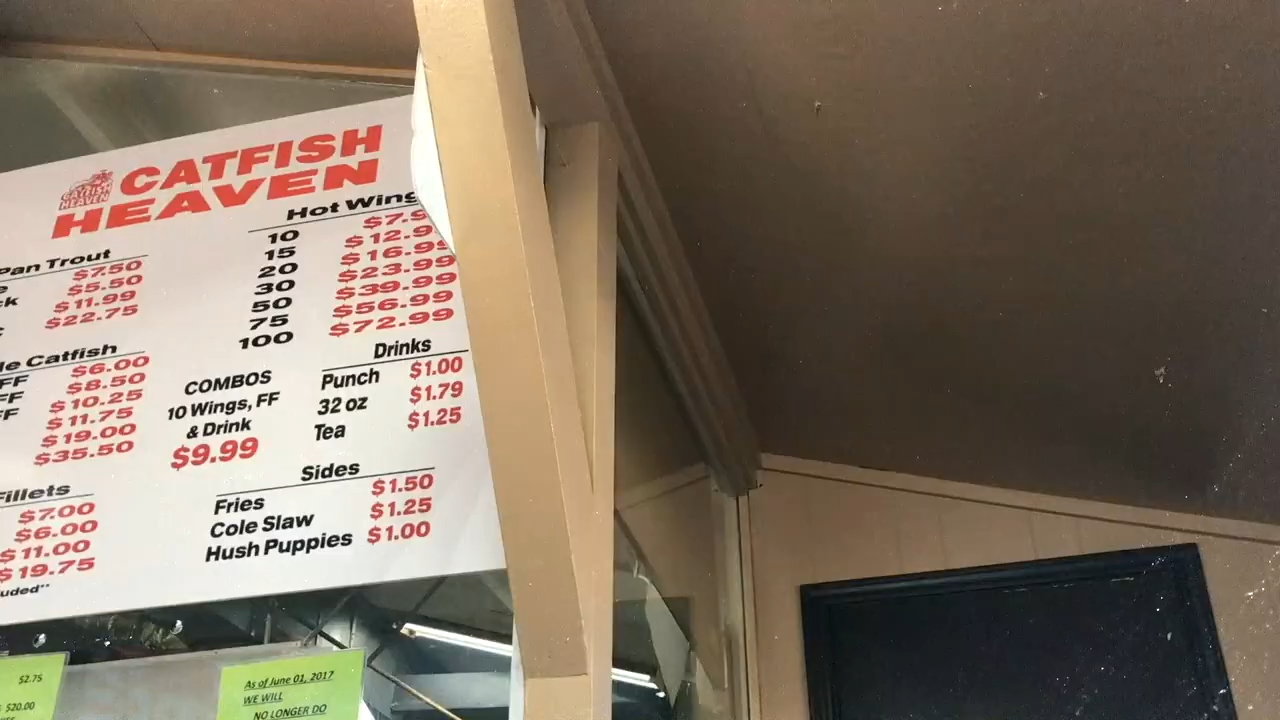 CATFISH
HEAVEN
CATFISH
HEAVEN
Pan Trout
$7.50
$5.50
$11.99
$22.75
Catfish
FF $6.00
FF $8.50
FF $10.25
$11.75
$19.00
$35.50
Fillets
$7.00
$6.00
$11.00
$19.75
Hot Wing
10 $7.9
15 $12.9
20 $16.99
30 $23.99
50 $39.99
75 $56.99
100 $72.99
COMBOS
10 Wings, FF
& Drink
$9.99
Drinks
Punch $1.00
32 oz $1.79
Tea $1.25
Sides
Fries $1.50
Cole Slaw $1.25
Hush Puppies $1.00
$2.75
$20.00
As of June 01, 2017
WE WILL
NO LONGER DO